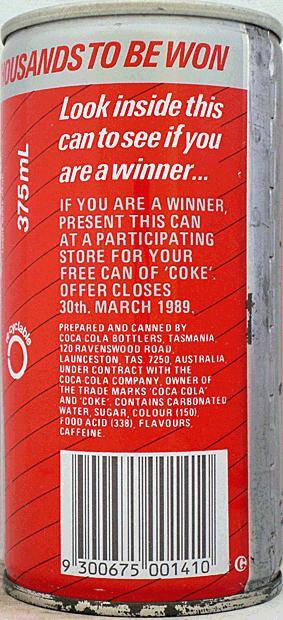 OUSANDS TO BE WON
Look inside this
can to see if you
are a winner...
375mL
IF YOU ARE A WINNER,
PRESENT THIS CAN
AT A PARTICIPATING
STORE FOR YOUR
FREE CAN OF 'COKE'.
OFFER CLOSES
30th. MARCH 1989.
PREPARED AND CANNED BY
COCA COLA BOTTLERS, TASMANIA,
120 RAVENSWOOD ROAD,
LAUNCESTON, TAS. 7250, AUSTRALIA,
UNDER CONTRACT WITH THE
COCA COLA COMPANY, OWNER OF
THE TRADE MARKS 'COCA COLA'
AND 'COKE'. CONTAINS CARBONATED
WATER, SUGAR, COLOUR (150),
FOOD ACID (338), FLAVOURS,
CAFFEINE.
9 300675 001410